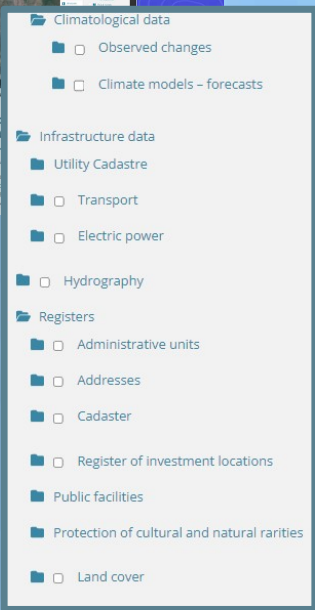 Climatological data
Observed changes
Climate models – forecasts
Infrastructure data
Utility Cadastre
Transport
Electric power
Hydrography
Registers
Administrative units
Addresses
Cadaster
Register of investment locations
Public facilities
Protection of cultural and natural rarities
Land cover